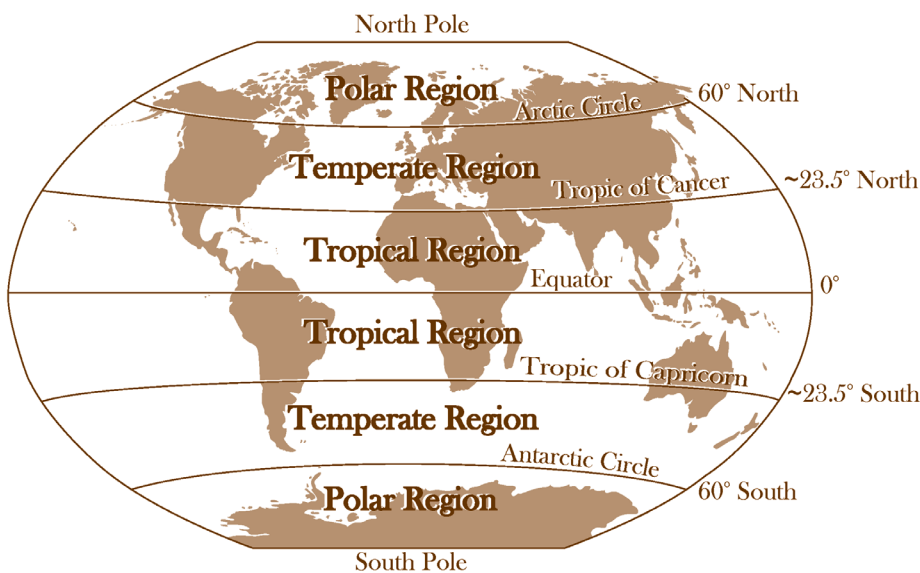 North Pole
Polar Region
60° North
Arctic Circle
Temperate Region
~23.5° North
Tropic of Cancer
Tropical Region
Equator
0°
Tropical Region
Tropic of Capricorn
~23.5° South
Temperate Region
Antarctic Circle
60° South
Polar Region
South Pole